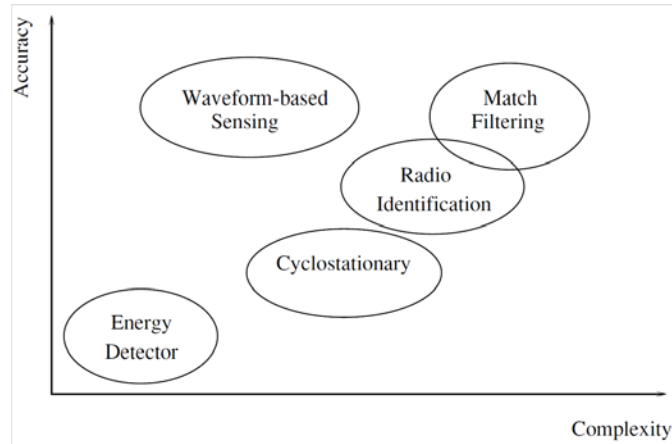 Accuracy
Waveform-based
Sensing
Match
Filtering
Radio
Identification
Cyclostationary
Energy
Detector
Complexity